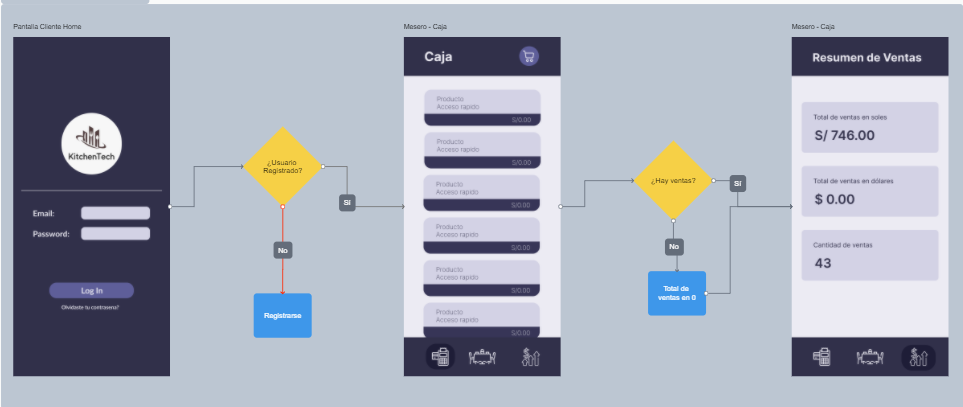 Pantalla Cliente Home
KitchenTech
Email:
Password:
Log In
Olvidaste tu contrasena?
¿Usuario
Registrado?
Sí
No
Registrarse
Mesero - Caja
Caja
Producto
Acceso rapido
S/0.00
Producto
Acceso rapido
S/0.00
Producto
Acceso rapido
S/0.00
Producto
Acceso rapido
S/0.00
Producto
Acceso rapido
S/0.00
Producto
Acceso rapido
S/0.00
¿Hay ventas?
Sí
No
Total de
ventas en 0
Mesero - Caja
Resumen de Ventas
Total de ventas en soles
S/ 746.00
Total de ventas en dólares
$ 0.00
Cantidad de ventas
43